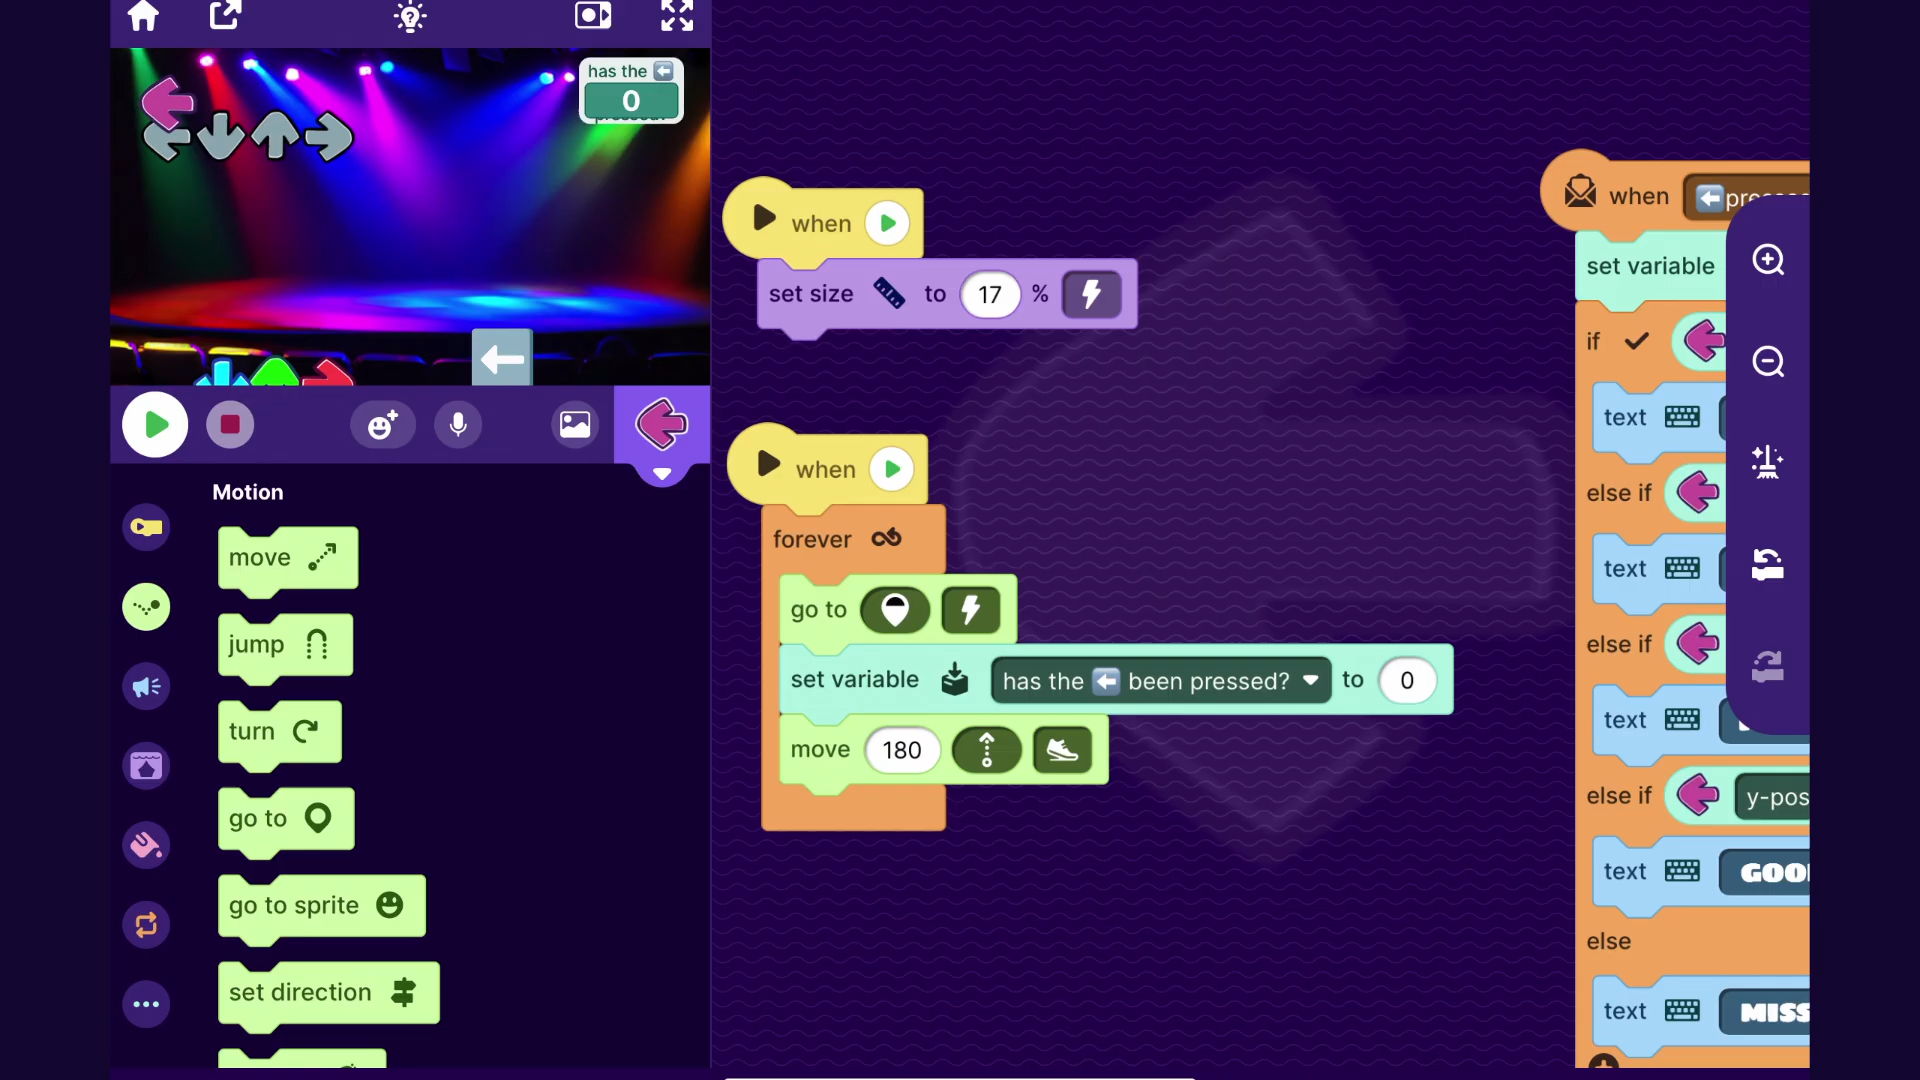 has the ⬅
0
when
set size to 17 %
when
forever
go to
set variable has the ⬅ been pressed? to 0
move 180
when ⬅
set variable
if
text
else if
text
else if
text
else if y-pos
text GOO
else
text MISS
Motion
move
jump
turn
go to
go to sprite
set direction